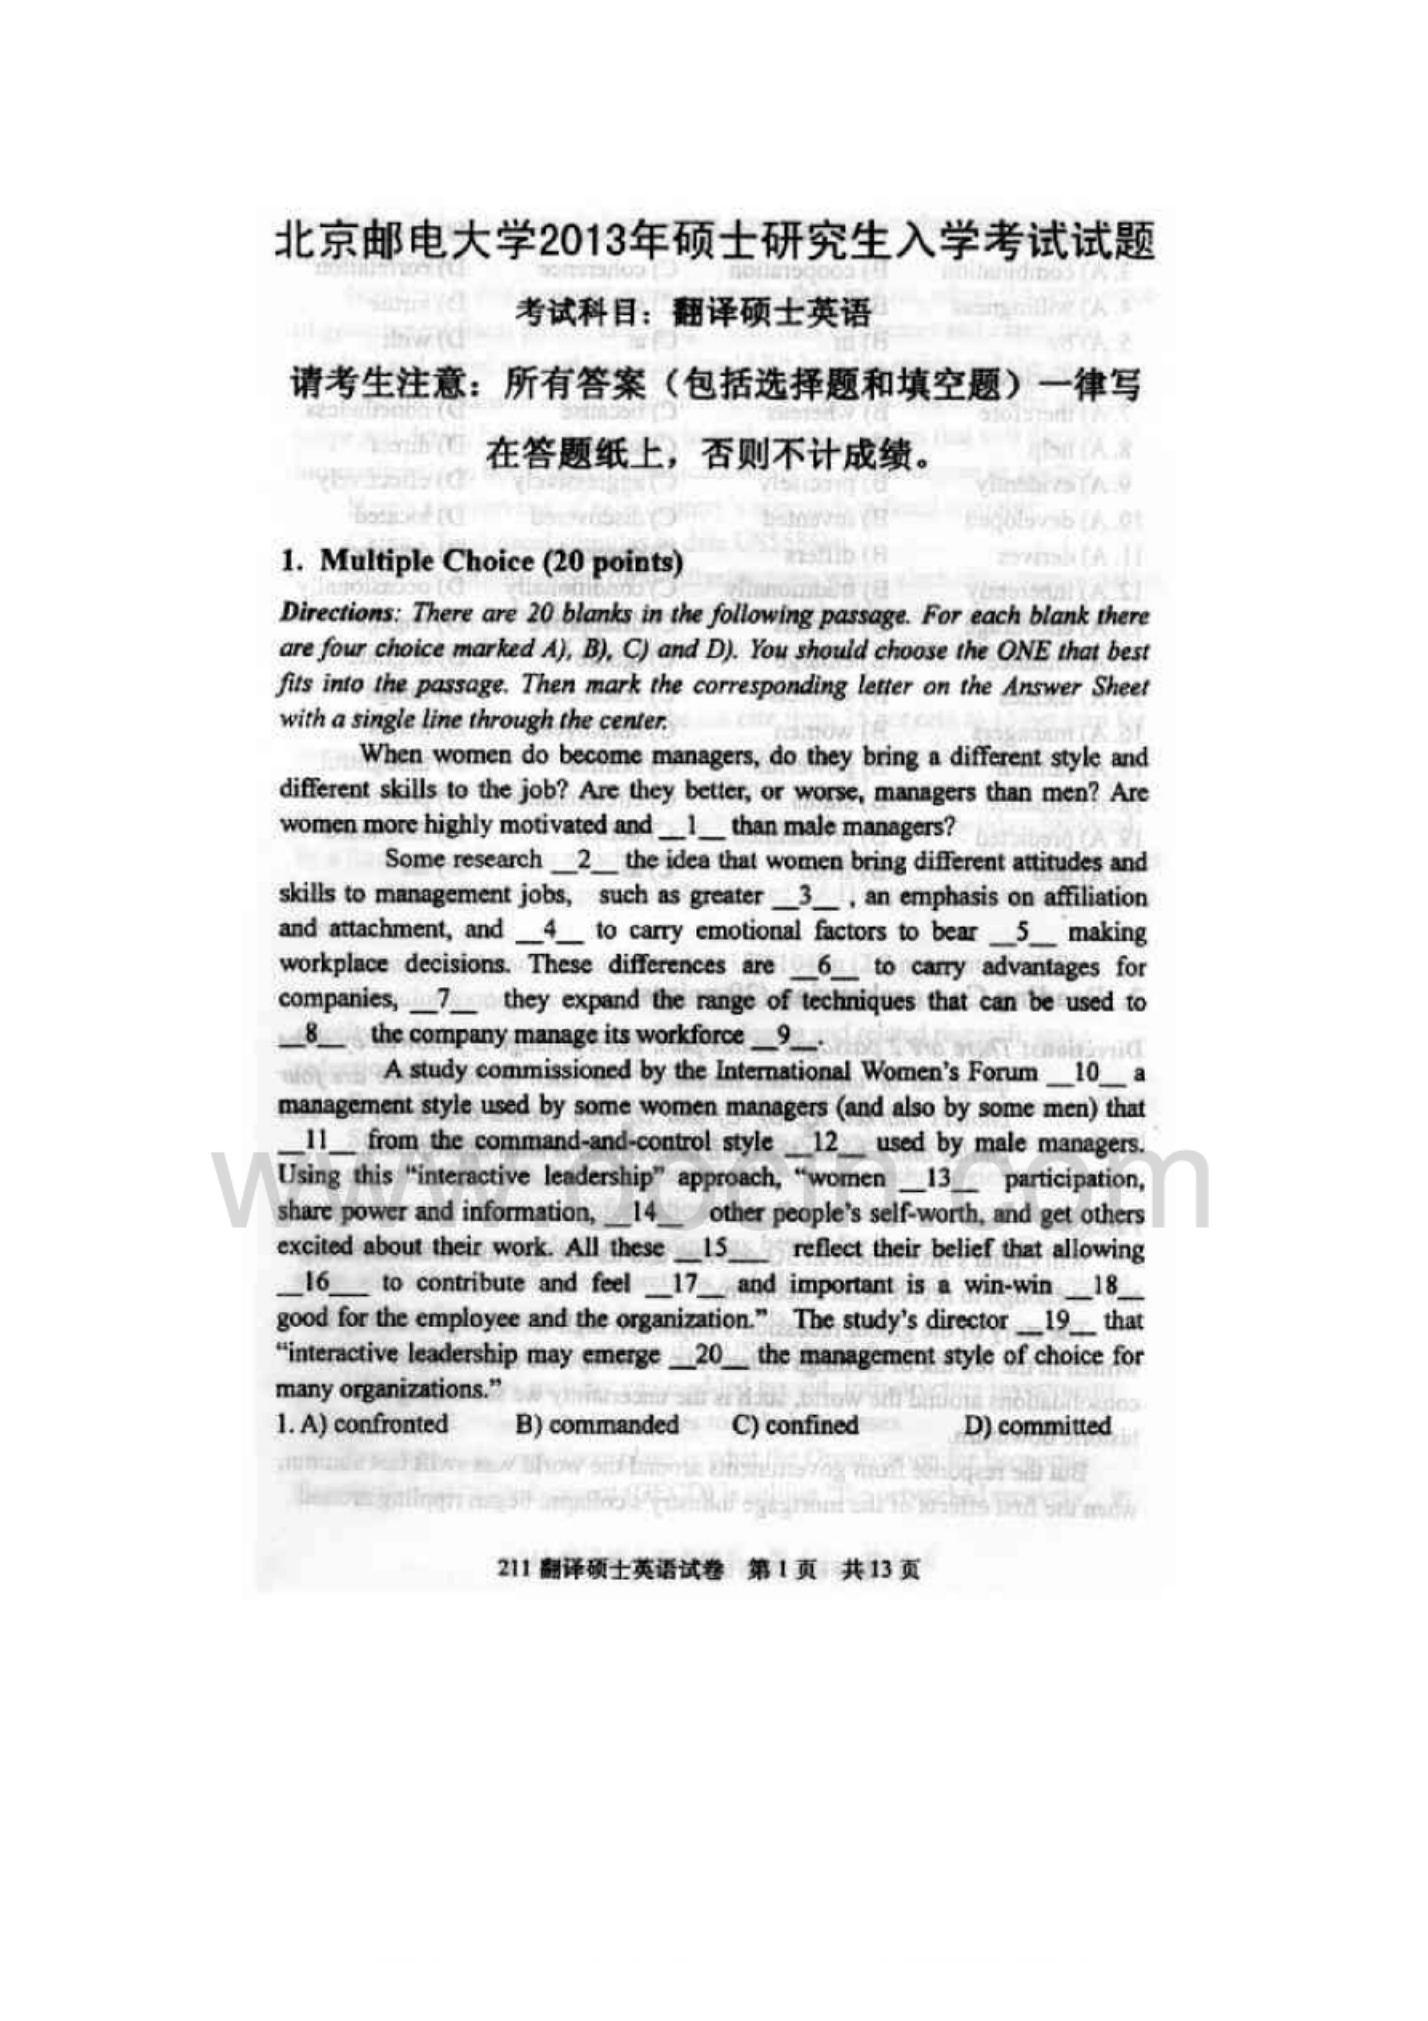 北京邮电大学2013年硕士研究生入学考试试题
考试科目：翻译硕士英语
请考生注意：所有答案（包括选择题和填空题）一律写
在答题纸上，否则不计成绩。
1. Multiple Choice (20 points)
Directions: There are 20 blanks in the following passage. For each blank there
are four choice marked A), B), C) and D). You should choose the ONE that best
fits into the passage. Then mark the corresponding letter on the Answer Sheet
with a single line through the center.
When women do become managers, do they bring a different style and
different skills to the job? Are they better, or worse, managers than men? Are
women more highly motivated and __1__ than male managers?
Some research __2__ the idea that women bring different attitudes and
skills to management jobs, such as greater __3__ , an emphasis on affiliation
and attachment, and __4__ to carry emotional factors to bear __5__ making
workplace decisions. These differences are __6__ to carry advantages for
companies, __7__ they expand the range of techniques that can be used to
__8__ the company manage its workforce __9__.
A study commissioned by the International Women's Forum __10__ a
management style used by some women managers (and also by some men) that
__11__ from the command-and-control style __12__ used by male managers.
Using this “interactive leadership” approach, “women __13__ participation,
share power and information, __14__ other people's self-worth, and get others
excited about their work. All these __15__ reflect their belief that allowing
__16__ to contribute and feel __17__ and important is a win-win __18__
good for the employee and the organization.” The study's director __19__ that
“interactive leadership may emerge __20__ the management style of choice for
many organizations.”
1. A) confronted B) commanded C) confined D) committed
211 翻译硕士英语试卷 第 1 页 共 13 页
www.docin.com